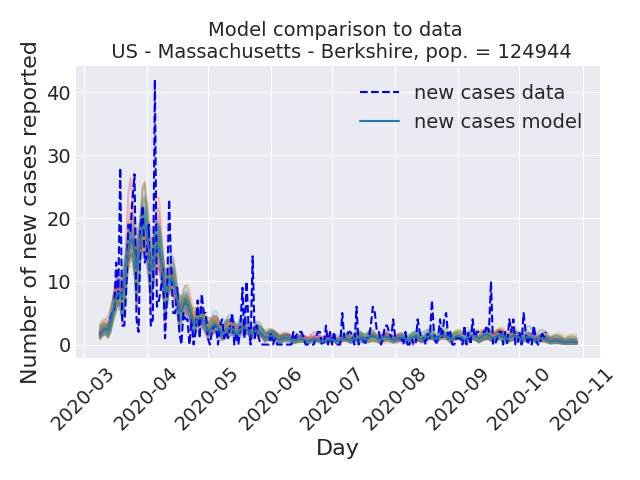 Model comparison to data
US - Massachusetts - Berkshire, pop. = 124944
Number of new cases reported
40
30
20
10
0
new cases data
new cases model
2020-03
2020-04
2020-05
2020-06
2020-07
2020-08
2020-09
2020-10
2020-11
Day